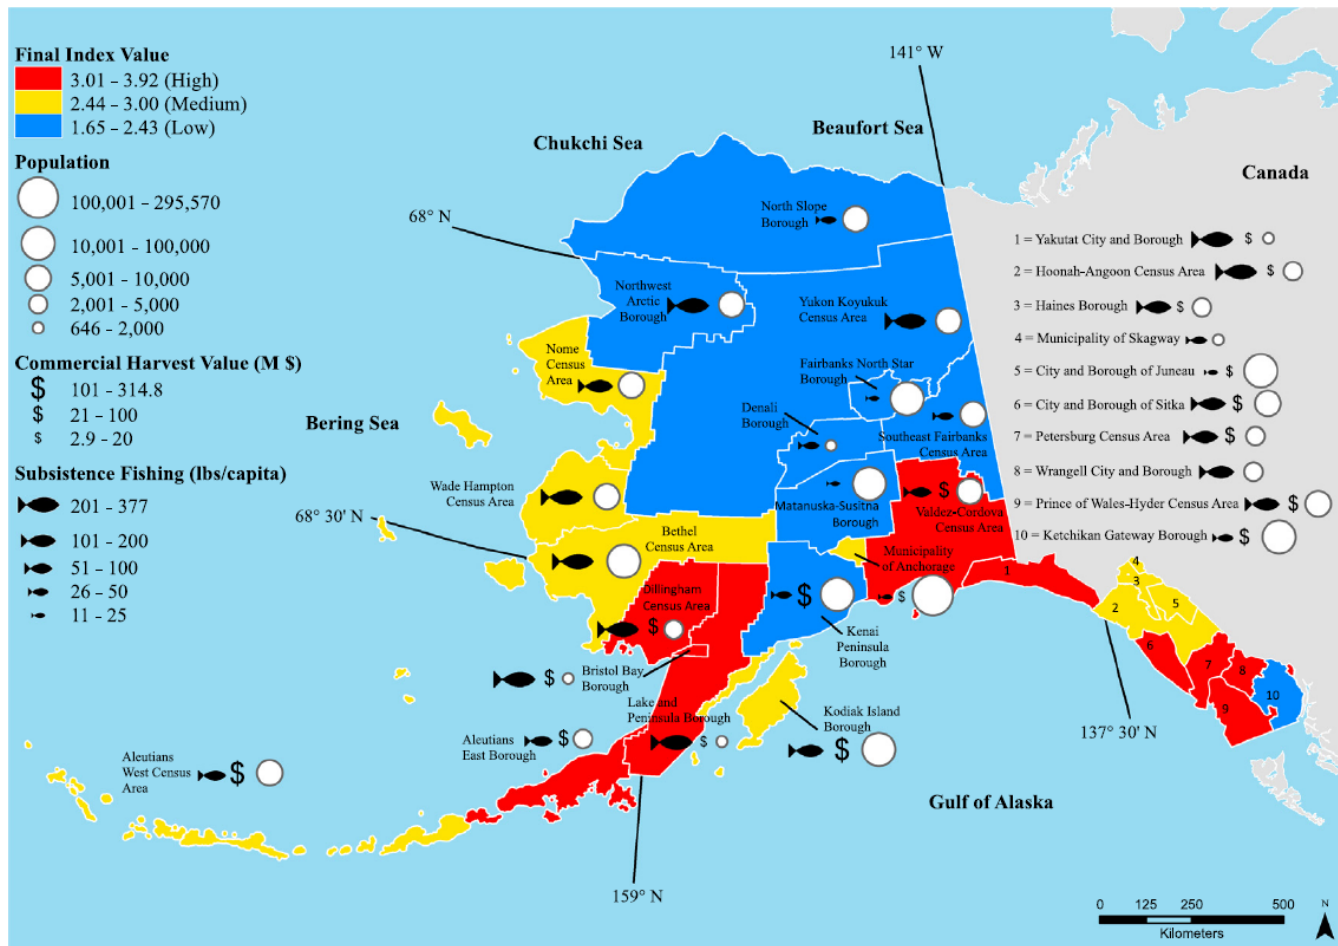 Final Index Value
3.01 - 3.92 (High)
2.44 - 3.00 (Medium)
1.65 - 2.43 (Low)
Population
100,001 - 295,570
10,001 - 100,000
5,001 - 10,000
2,001 - 5,000
646 - 2,000
Commercial Harvest Value (M $)
$ 101 - 314.8
$ 21 - 100
$ 2.9 - 20
Subsistence Fishing (lbs/capita)
201 - 377
101 - 200
51 - 100
26 - 50
11 - 25
141° W
Beaufort Sea
Chukchi Sea
Canada
68° N
North Slope
Borough
Northwest
Arctic
Borough
Yukon Koyukuk
Census Area
Nome
Census
Area
Fairbanks North Star
Borough
Denali
Borough
Southeast Fairbanks
Census Area
Bering Sea
Wade Hampton
Census Area
68° 30' N
Matanuska-Susitna
Borough
$
Valdez-Cordova
Census Area
Bethel
Census Area
Municipality
of Anchorage
$
Dillingham
Census Area
$
$
Kenai
Peninsula
Borough
Bristol Bay
Borough
$
Lake and
Peninsula Borough
$
Kodiak Island
Borough
$
Aleutians
East Borough
$
Aleutians
West Census
Area
$
159° N
Gulf of Alaska
1 = Yakutat City and Borough $
2 = Hoonah-Angoon Census Area $
3 = Haines Borough $
4 = Municipality of Skagway
5 = City and Borough of Juneau $
6 = City and Borough of Sitka $
7 = Petersburg Census Area $
8 = Wrangell City and Borough
9 = Prince of Wales-Hyder Census Area $
10 = Ketchikan Gateway Borough $
1
4
3
2
5
6
7
8
9
10
137° 30' N
0 125 250 500
Kilometers
N